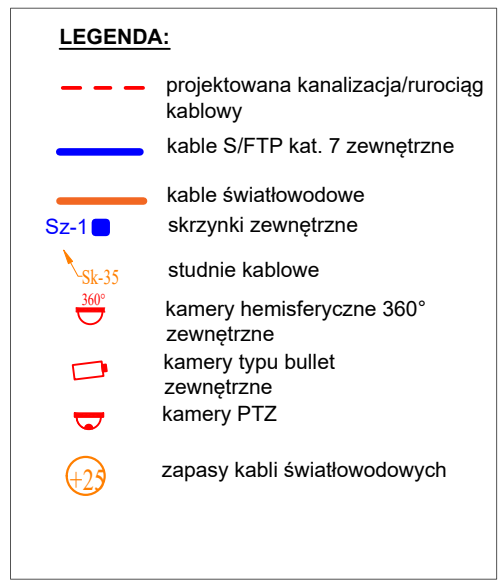 LEGENDA:
projektowana kanalizacja/rurociąg
kablowy
kable S/FTP kat. 7 zewnętrzne
kable światłowodowe
Sz-1 skrzynki zewnętrzne
Sk-35 studnie kablowe
360° kamery hemisferyczne 360°
zewnętrzne
kamery typu bullet
zewnętrzne
kamery PTZ
+25 zapasy kabli światłowodowych